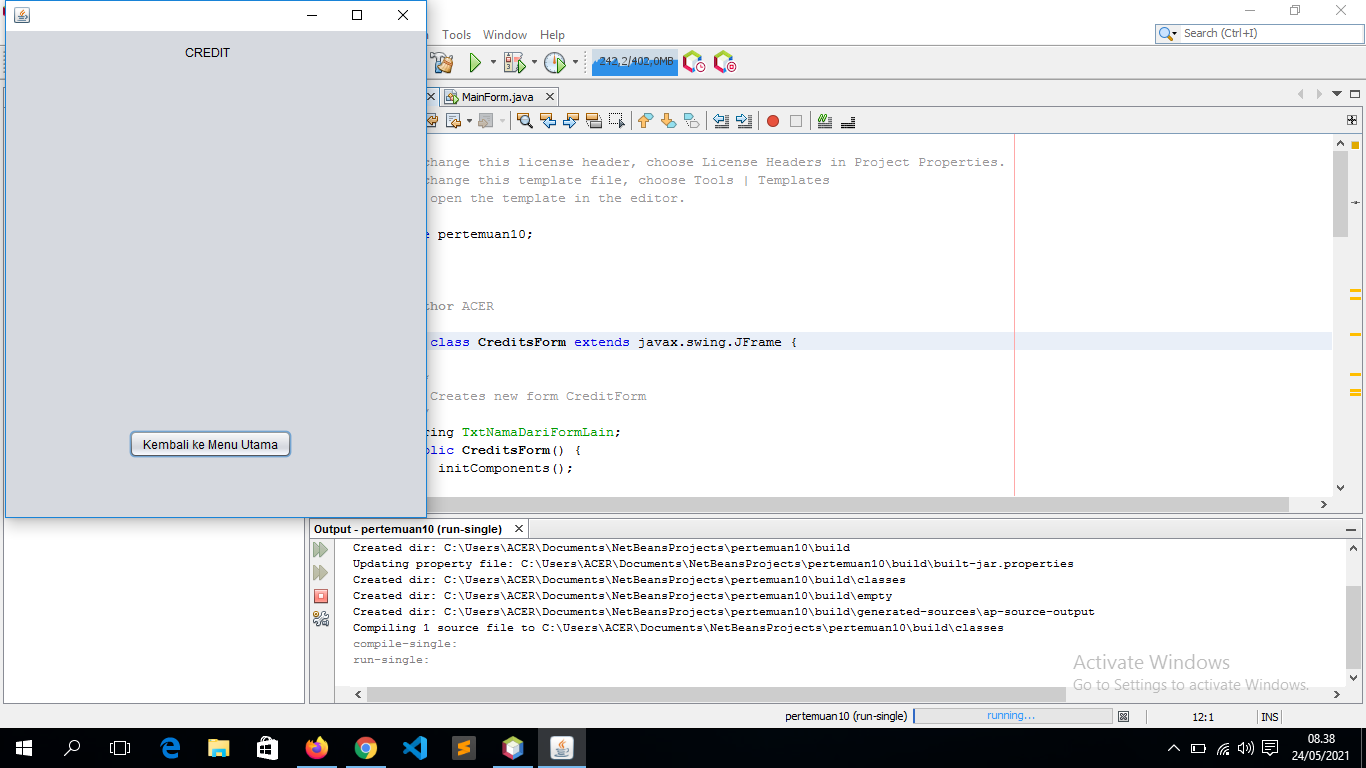 CREDIT
Kembali ke Menu Utama
Tools Window Help
Search (Ctrl+I)
242,2/402,0MB
MainForm.java
change this license header, choose License Headers in Project Properties.
change this template file, choose Tools | Templates
open the template in the editor.
pertemuan10;
thor ACER
class CreditsForm extends javax.swing.JFrame {
Creates new form CreditForm
ing TxtNamaDariFormLain;
blic CreditsForm() {
initComponents();
Output - pertemuan10 (run-single)
Created dir: C:\Users\ACER\Documents\NetBeansProjects\pertemuan10\build
Updating property file: C:\Users\ACER\Documents\NetBeansProjects\pertemuan10\build\built-jar.properties
Created dir: C:\Users\ACER\Documents\NetBeansProjects\pertemuan10\build\classes
Created dir: C:\Users\ACER\Documents\NetBeansProjects\pertemuan10\build\empty
Created dir: C:\Users\ACER\Documents\NetBeansProjects\pertemuan10\build\generated-sources\ap-source-output
Compiling 1 source file to C:\Users\ACER\Documents\NetBeansProjects\pertemuan10\build\classes
compile-single:
run-single:
Activate Windows
Go to Settings to activate Windows.
pertemuan10 (run-single) running... 12:1 INS
08.38
24/05/2021